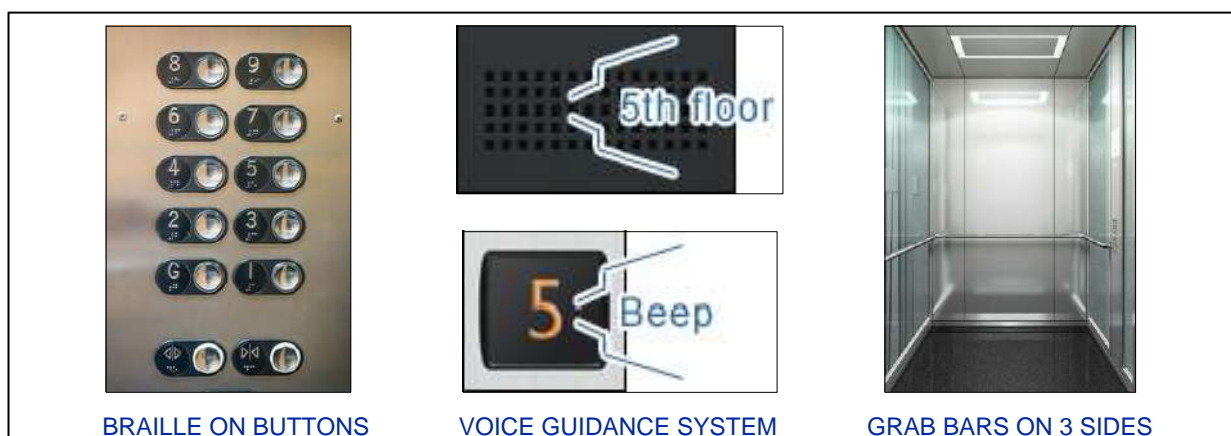 8 9
6 7
4 5
2 3
G 1
5th floor
5
Beep
BRAILLE ON BUTTONS
VOICE GUIDANCE SYSTEM
GRAB BARS ON 3 SIDES